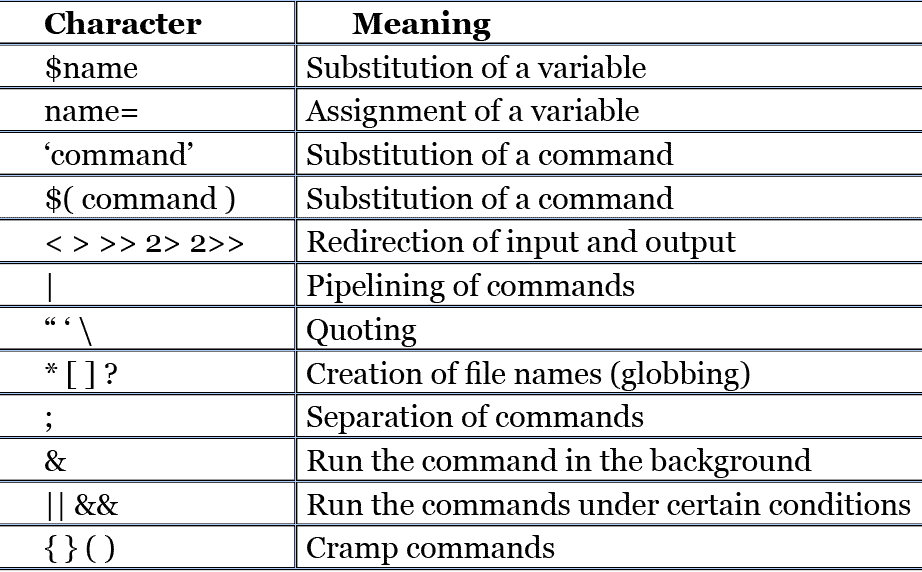 Character Meaning
$name Substitution of a variable
name= Assignment of a variable
‘command’ Substitution of a command
$( command ) Substitution of a command
< > >> 2> 2>> Redirection of input and output
| Pipelining of commands
“ ‘ \ Quoting
* [ ] ? Creation of file names (globbing)
; Separation of commands
& Run the command in the background
|| && Run the commands under certain conditions
{ } ( ) Cramp commands